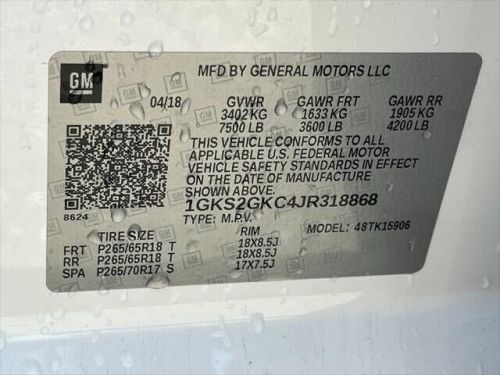 GM
MFD BY GENERAL MOTORS LLC
04/18 GVWR GAWR FRT GAWR RR
3402 KG 1633 KG 1905 KG
7500 LB 3600 LB 4200 LB
THIS VEHICLE CONFORMS TO ALL
APPLICABLE U.S. FEDERAL MOTOR
VEHICLE SAFETY STANDARDS IN EFFECT
ON THE DATE OF MANUFACTURE
SHOWN ABOVE.
8624
1GKS2GKC4JR318868
TYPE: M.P.V. MODEL: 48TK15906
TIRE SIZE RIM
FRT P265/65R18 T 18X8.5J
RR P265/65R18 T 18X8.5J
SPA P265/70R17 S 17X7.5J